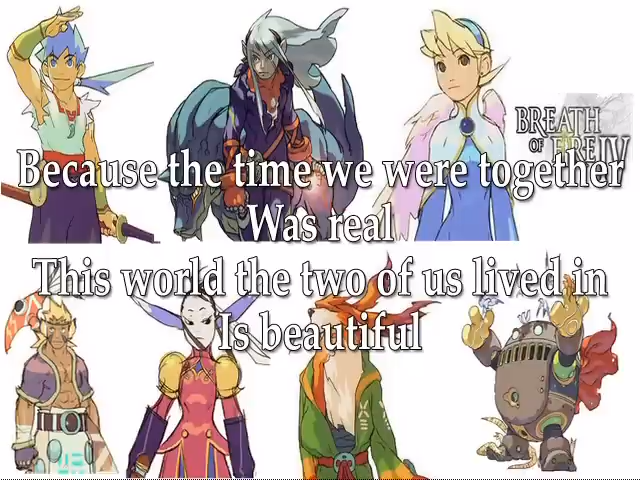 BREATH
OF FIRE IV
Because the time we were together
Was real
This world the two of us lived in
Is beautiful